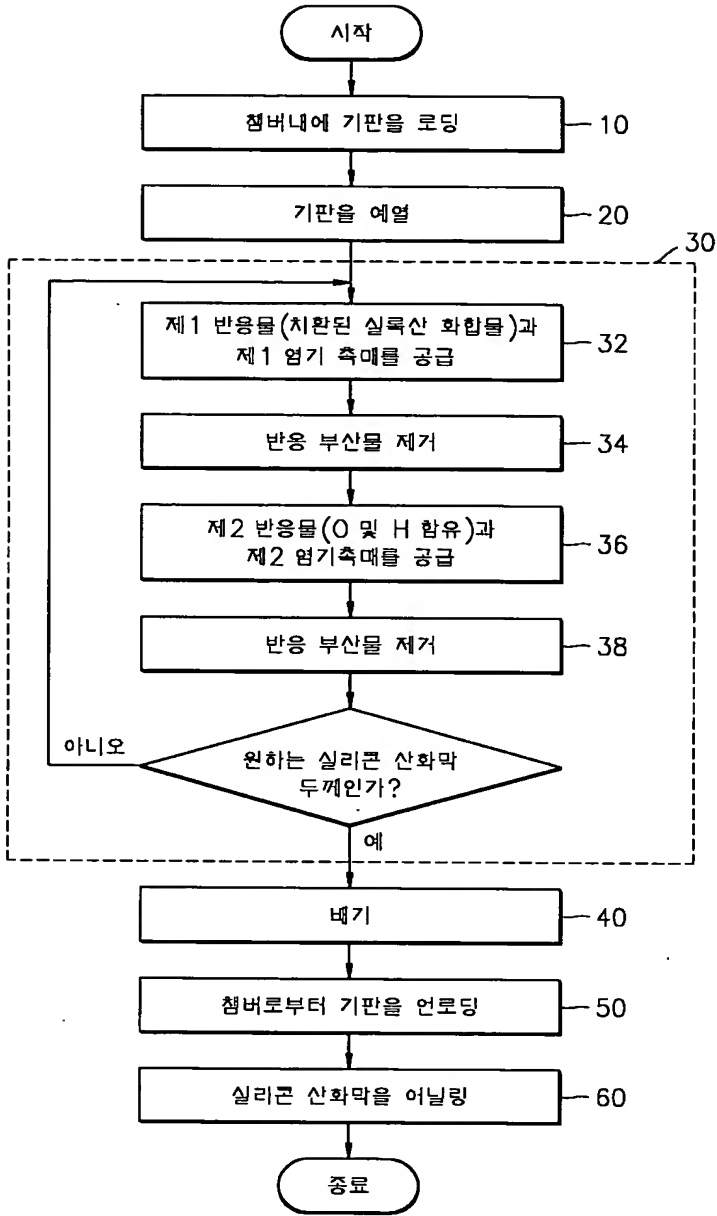 시작
챔버내에 기판을 로딩
10
기판을 예열
20
30
제1 반응물(치환된 실록산 화합물)과
제1 염기 촉매를 공급
32
반응 부산물 제거
34
제2 반응물(O 및 H 함유)과
제2 염기촉매를 공급
36
반응 부산물 제거
38
아니오
원하는 실리콘 산화막
두께인가?
예
배기
40
챔버로부터 기판을 언로딩
50
실리콘 산화막을 어닐링
60
종료